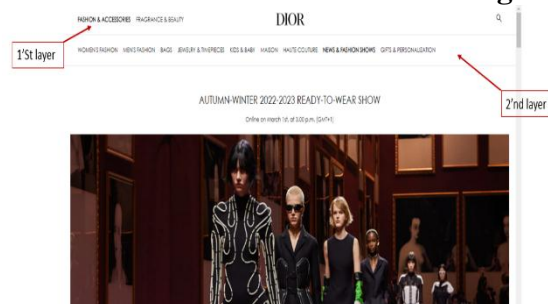 g
FASHION & ACCESSORIES FRAGRANCE & BEAUTY DIOR
1'St layer
WOMEN'S FASHION MEN'S FASHION BAGS JEWELRY & TIMEPIECES KIDS & BABY MAISON HAUTE COUTURE NEWS & FASHION SHOWS GIFTS & PERSONALIZATION
2'nd layer
AUTUMN-WINTER 2022-2023 READY-TO-WEAR SHOW
Online on March 1st, at 3:00 p.m. (GMT+1)